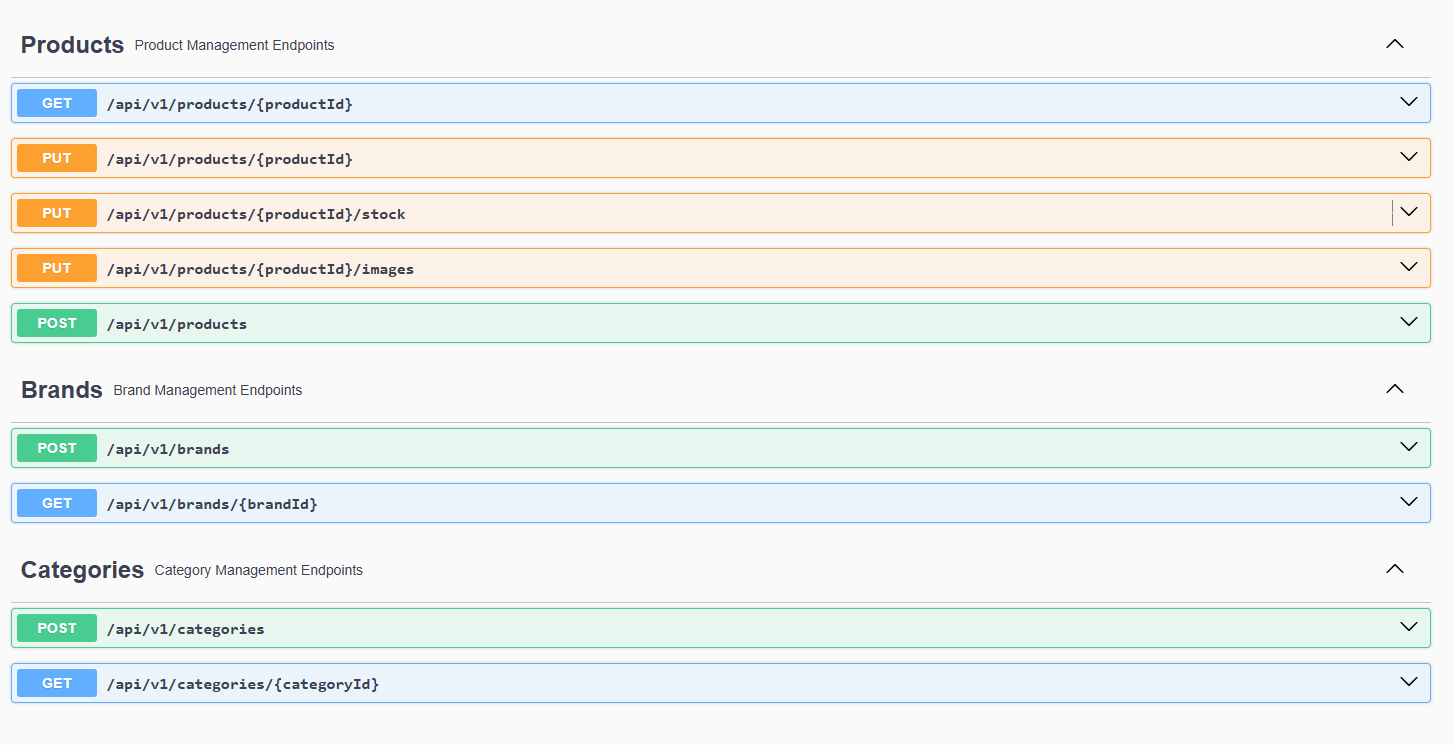 Products Product Management Endpoints
GET /api/v1/products/{productId}
PUT /api/v1/products/{productId}
PUT /api/v1/products/{productId}/stock
PUT /api/v1/products/{productId}/images
POST /api/v1/products
Brands Brand Management Endpoints
POST /api/v1/brands
GET /api/v1/brands/{brandId}
Categories Category Management Endpoints
POST /api/v1/categories
GET /api/v1/categories/{categoryId}